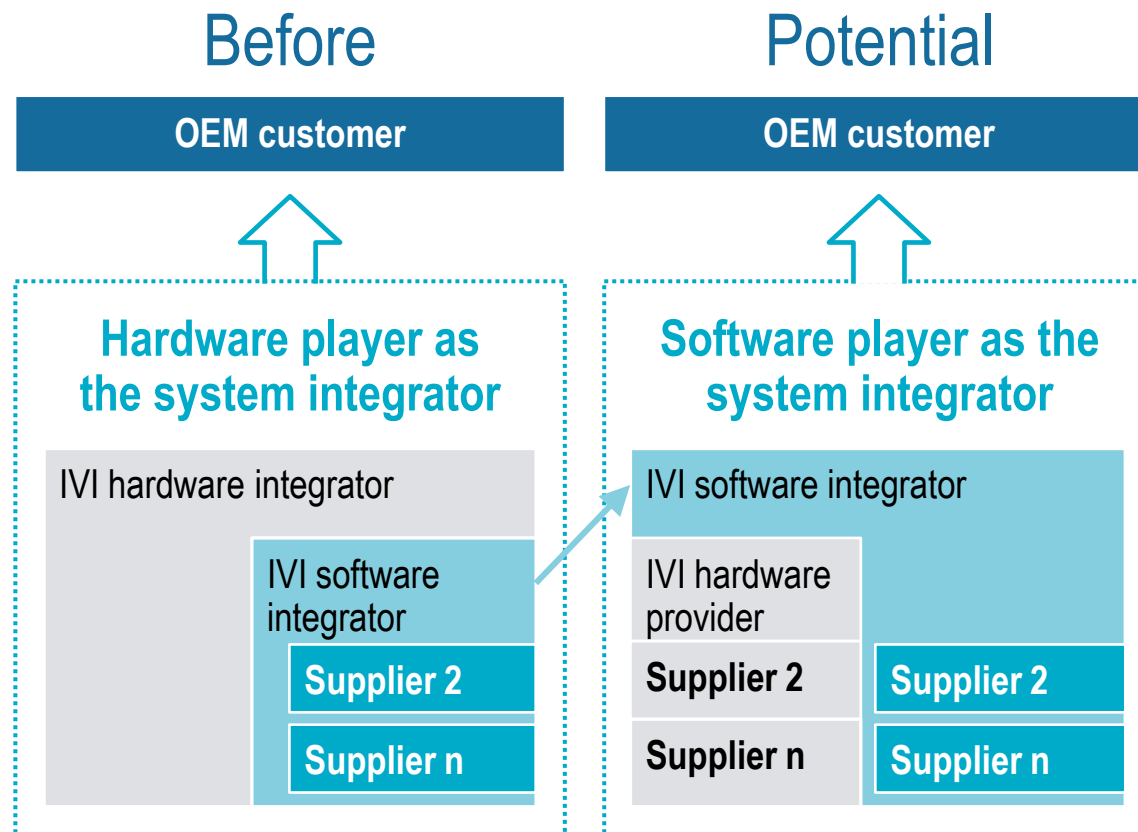 Before
OEM customer
Hardware player as
the system integrator
IVI hardware integrator
IVI software
integrator
Supplier 2
Supplier n
Potential
OEM customer
Software player as the
system integrator
IVI software integrator
IVI hardware
provider
Supplier 2
Supplier n
Supplier 2
Supplier n